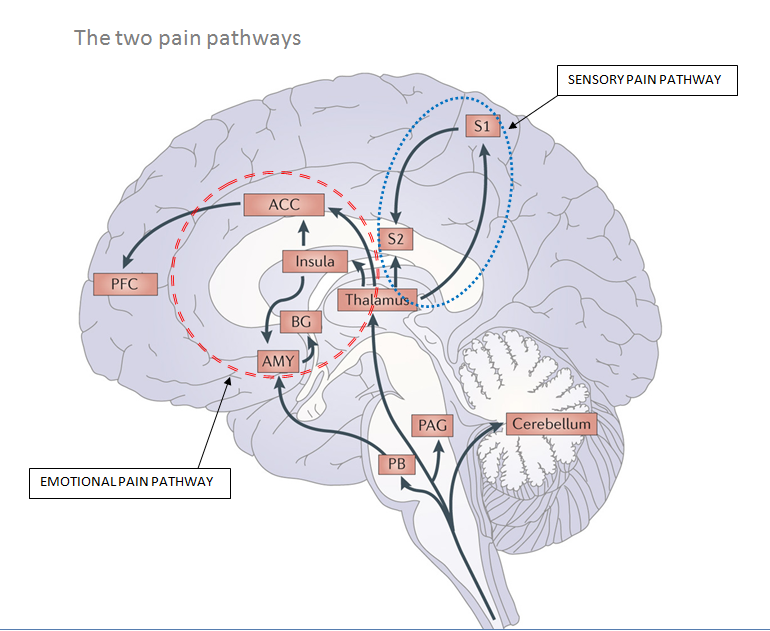 The two pain pathways
SENSORY PAIN PATHWAY
S1
ACC
S2
Insula
PFC
Thalamus
BG
AMY
PAG
Cerebellum
PB
EMOTIONAL PAIN PATHWAY